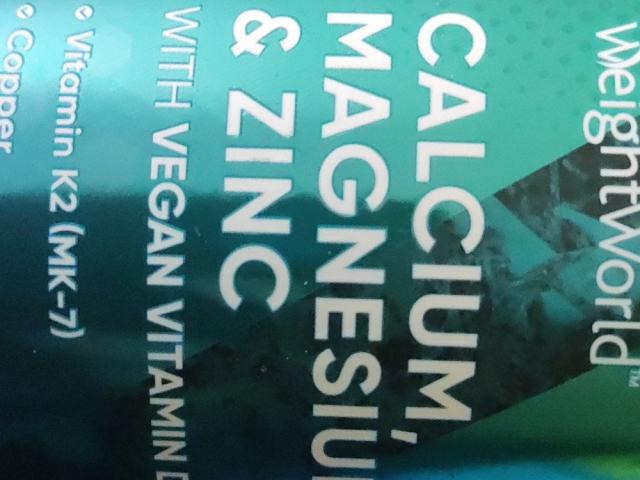 WeightWorld™
CALCIUM,
MAGNESIU
& ZINC
WITH VEGAN VITAMIN D
• Vitamin K2 (MK-7)
• Copper